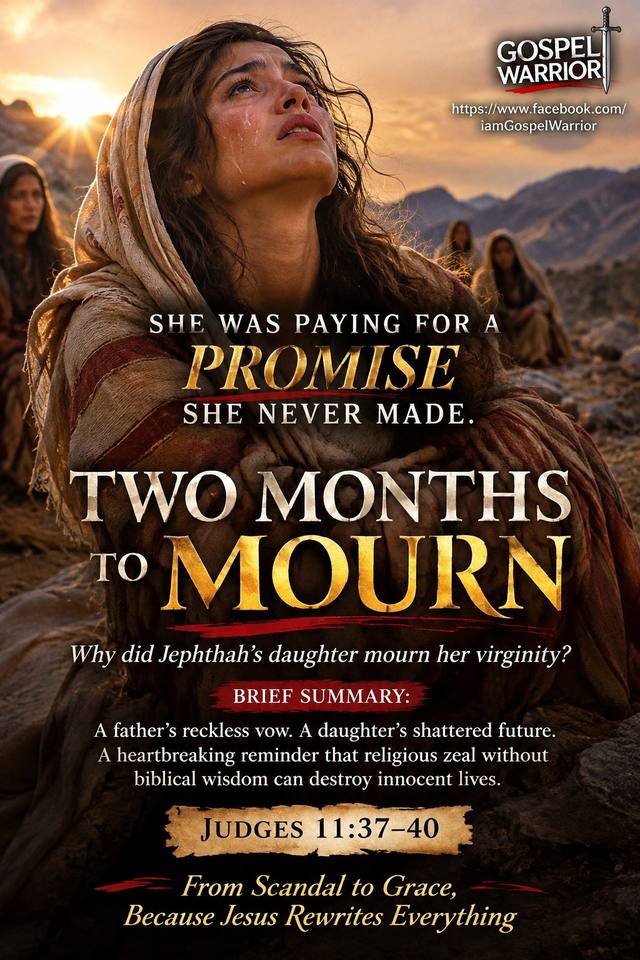 GOSPEL
WARRIOR
https://www.facebook.com/
iamGospelWarrior
SHE WAS PAYING FOR A
PROMISE
SHE NEVER MADE.
TWO MONTHS
TO MOURN
Why did Jephthah's daughter mourn her virginity?
BRIEF SUMMARY:
A father's reckless vow. A daughter's shattered future.
A heartbreaking reminder that religious zeal without
biblical wisdom can destroy innocent lives.
JUDGES 11:37–40
From Scandal to Grace,
Because Jesus Rewrites Everything